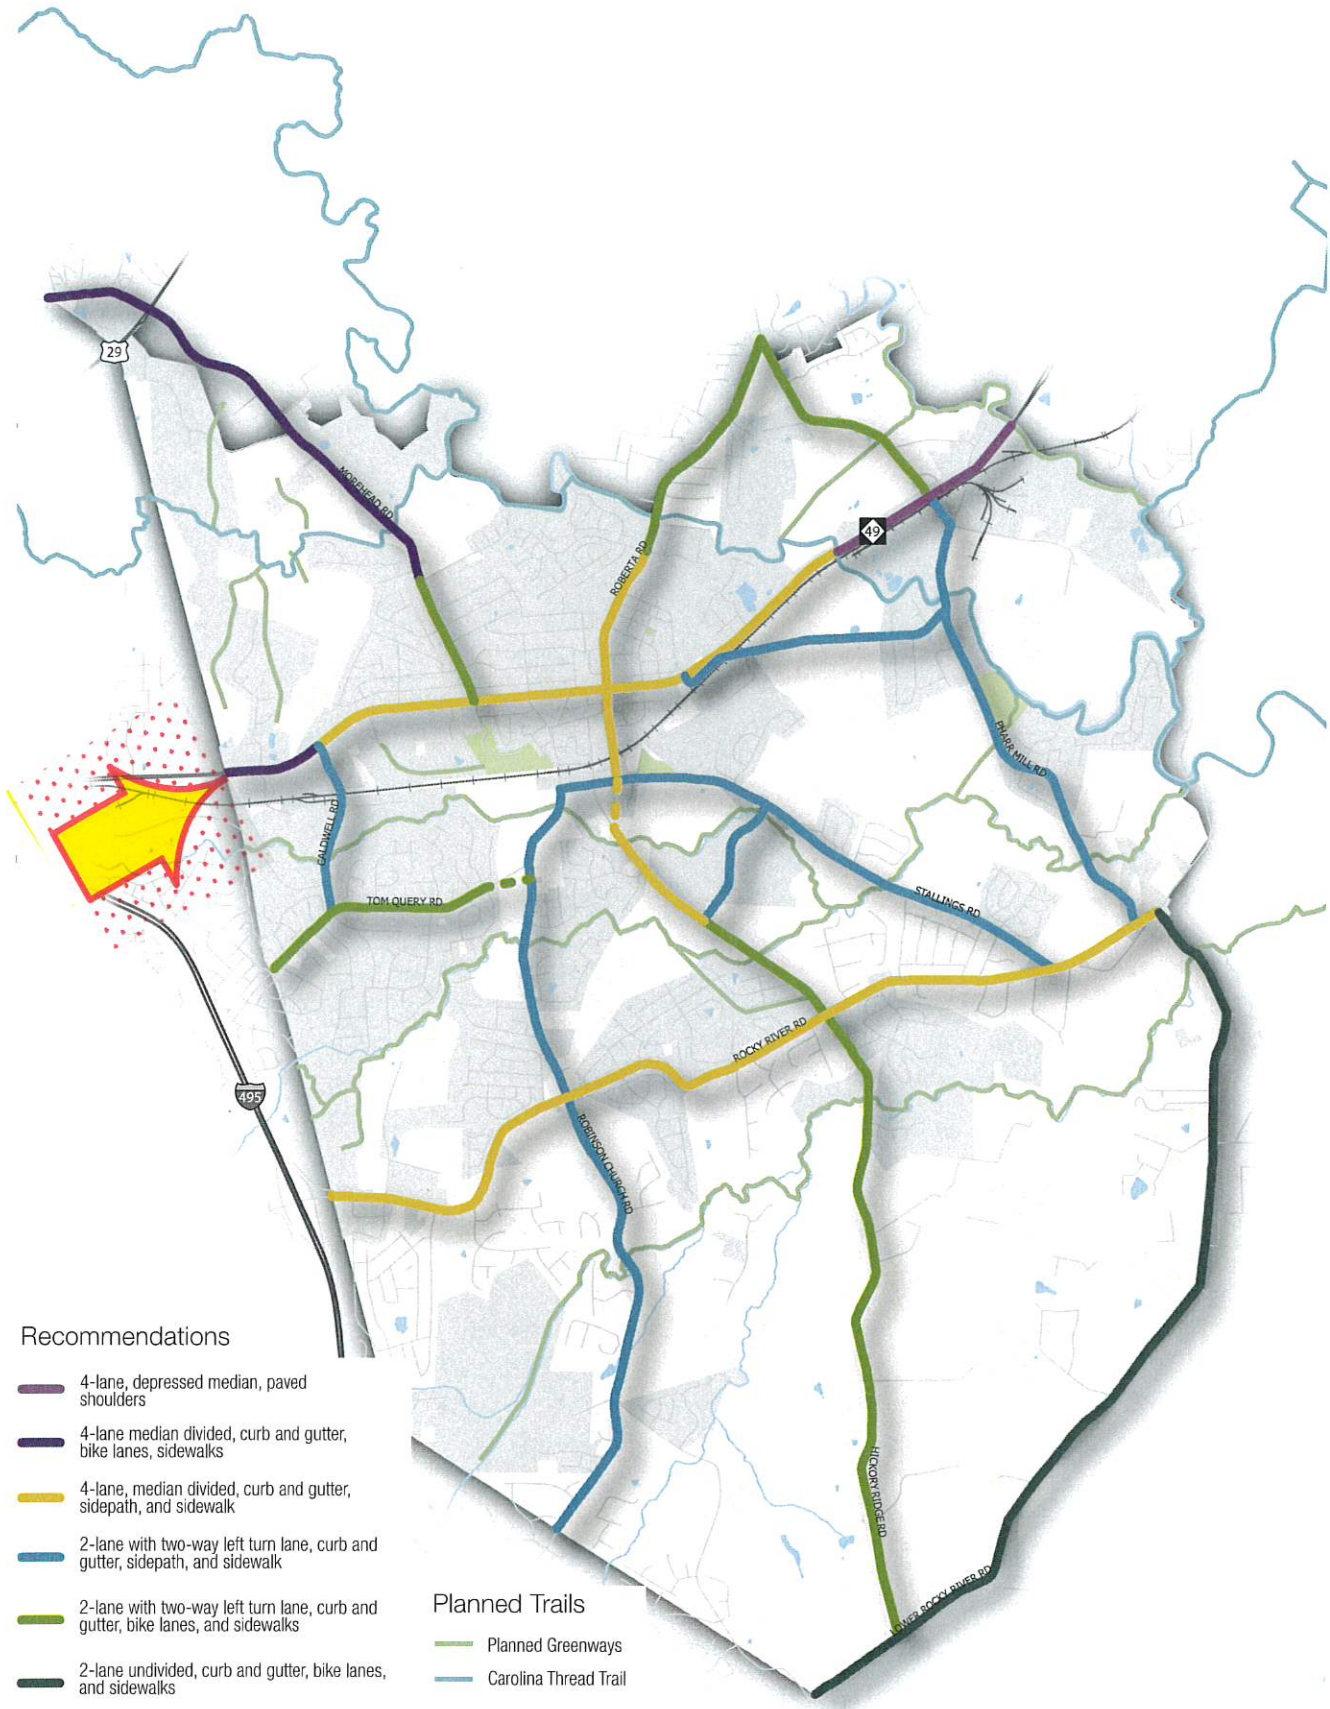 29
MOREHEAD RD
ROBERTA RD
49
PHARR MILL RD
CALDWELL RD
TOM QUERY RD
STALLINGS RD
ROCKY RIVER RD
495
ROBINSON CHURCH RD
HICKORY RIDGE RD
LOWER ROCKY RIVER RD
Recommendations
4-lane, depressed median, paved
shoulders
4-lane median divided, curb and gutter,
bike lanes, sidewalks
4-lane, median divided, curb and gutter,
sidepath, and sidewalk
2-lane with two-way left turn lane, curb and
gutter, sidepath, and sidewalk
2-lane with two-way left turn lane, curb and
gutter, bike lanes, and sidewalks
2-lane undivided, curb and gutter, bike lanes,
and sidewalks
Planned Trails
Planned Greenways
Carolina Thread Trail